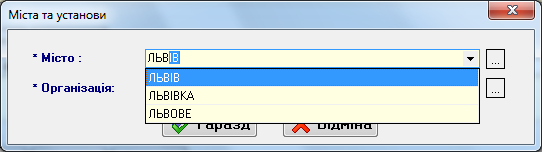 Міста та установи
* Місто :
ЛЬВІВ
...
ЛЬВІВ
* Організація:
...
ЛЬВІВКА
ЛЬВОВЕ
Гаразд
Відміна